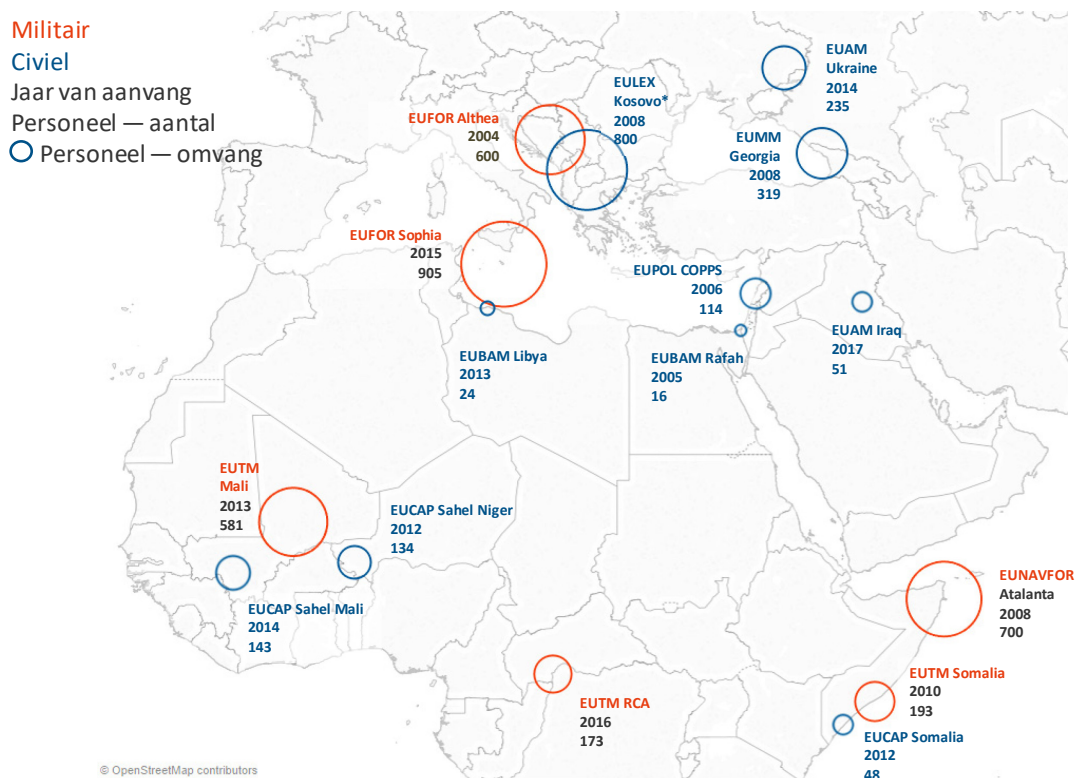 Militair
Civiel
Jaar van aanvang
Personeel — aantal
Personeel — omvang
EUAM
Ukraine
2014
235
EULEX
Kosovo*
2008
800
EUFOR Althea
2004
600
EUMM
Georgia
2008
319
EUFOR Sophia
2015
905
EUPOL COPPS
2006
114
EUAM Iraq
2017
51
EUBAM Libya
2013
24
EUBAM Rafah
2005
16
EUTM
Mali
2013
581
EUCAP Sahel Niger
2012
134
EUCAP Sahel Mali
2014
143
EUNAVFOR
Atalanta
2008
700
EUTM RCA
2016
173
EUTM Somalia
2010
193
EUCAP Somalia
2012
48
© OpenStreetMap contributors